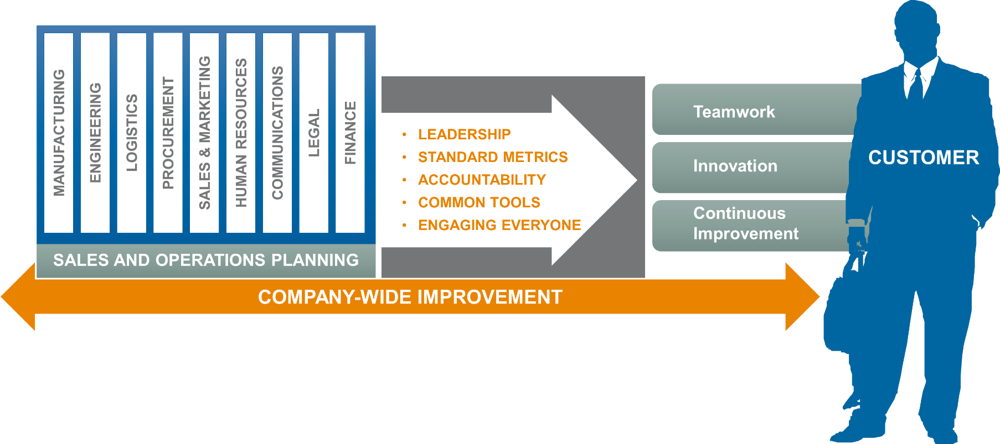 MANUFACTURING
ENGINEERING
LOGISTICS
PROCUREMENT
SALES & MARKETING
HUMAN RESOURCES
COMMUNICATIONS
LEGAL
FINANCE
SALES AND OPERATIONS PLANNING
• LEADERSHIP
• STANDARD METRICS
• ACCOUNTABILITY
• COMMON TOOLS
• ENGAGING EVERYONE
Teamwork
Innovation
Continuous
Improvement
CUSTOMER
COMPANY-WIDE IMPROVEMENT